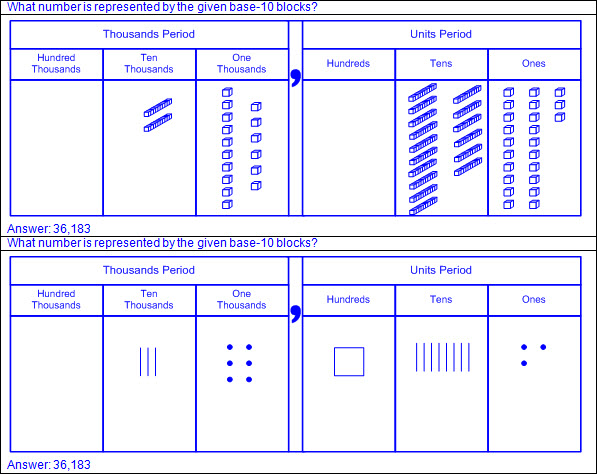 What number is represented by the given base-10 blocks?
Thousands Period
Units Period
Hundred Thousands
Ten Thousands
One Thousands
,
Hundreds
Tens
Ones
Answer: 36,183
What number is represented by the given base-10 blocks?
Thousands Period
Units Period
Hundred Thousands
Ten Thousands
One Thousands
,
Hundreds
Tens
Ones
Answer: 36,183